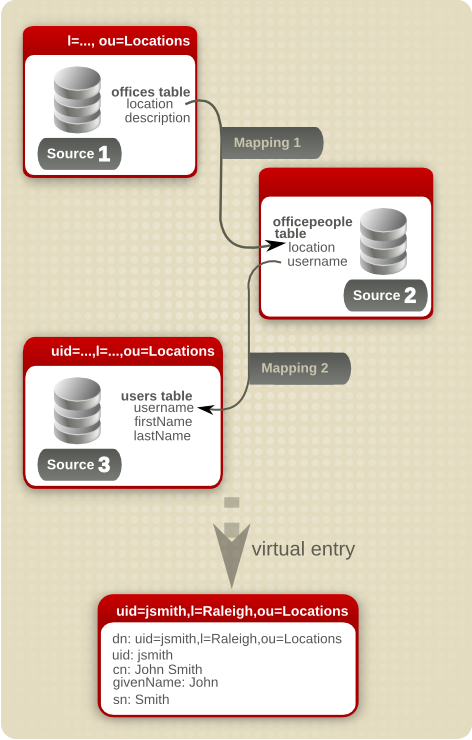 l=..., ou=Locations
offices table
location
description
Source 1
Mapping 1
officepeople
table
location
username
Source 2
uid=...,l=...,ou=Locations
Mapping 2
users table
username
firstName
lastName
Source 3
virtual entry
uid=jsmith,l=Raleigh,ou=Locations
dn: uid=jsmith,l=Raleigh,ou=Locations
uid: jsmith
cn: John Smith
givenName: John
sn: Smith